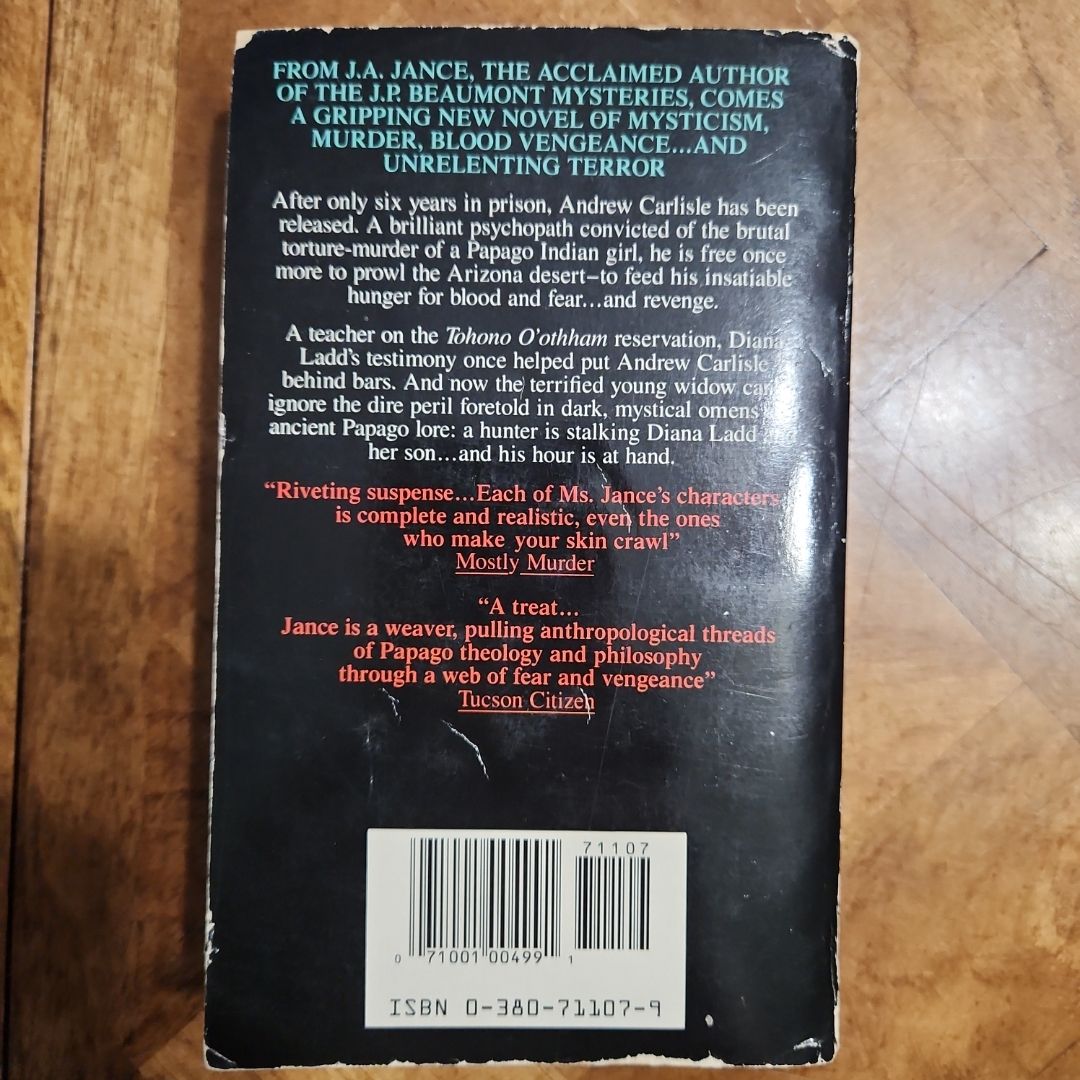 FROM J.A. JANCE, THE ACCLAIMED AUTHOR
OF THE J.P. BEAUMONT MYSTERIES, COMES
A GRIPPING NEW NOVEL OF MYSTICISM,
MURDER, BLOOD VENGEANCE...AND
UNRELENTING TERROR
After only six years in prison, Andrew Carlisle has been
released. A brilliant psychopath convicted of the brutal
torture-murder of a Papago Indian girl, he is free once
more to prowl the Arizona desert–to feed his insatiable
hunger for blood and fear...and revenge.
A teacher on the Tohono O'othham reservation, Diana
Ladd's testimony once helped put Andrew Carlisle
behind bars. And now the terrified young widow
ignore the dire peril foretold in dark, mystical omens
ancient Papago lore: a hunter is stalking Diana Ladd
her son...and his hour is at hand.
“Riveting suspense...Each of Ms. Jance's characters
is complete and realistic, even the ones
who make your skin crawl”
Mostly Murder
“A treat...
Jance is a weaver, pulling anthropological threads
of Papago theology and philosophy
through a web of fear and vengeance”
Tucson Citizen
71107
0 71001 00499 1
ISBN 0-380-71107-9